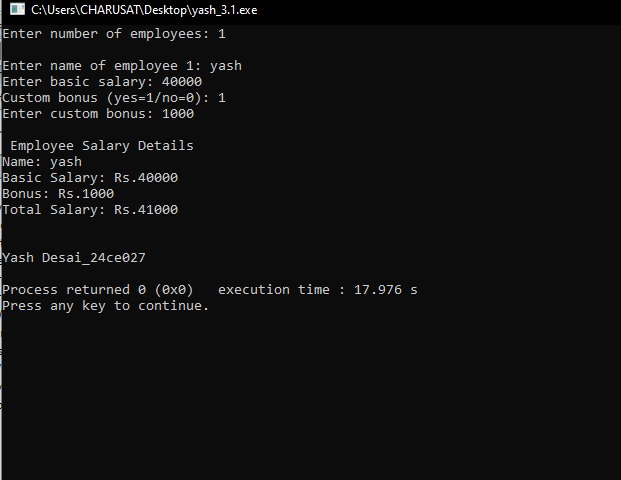 C:\Users\CHARUSAT\Desktop\yash_3.1.exe
Enter number of employees: 1
Enter name of employee 1: yash
Enter basic salary: 40000
Custom bonus (yes=1/no=0): 1
Enter custom bonus: 1000
Employee Salary Details
Name: yash
Basic Salary: Rs.40000
Bonus: Rs.1000
Total Salary: Rs.41000
Yash Desai_24ce027
Process returned 0 (0x0)   execution time : 17.976 s
Press any key to continue.